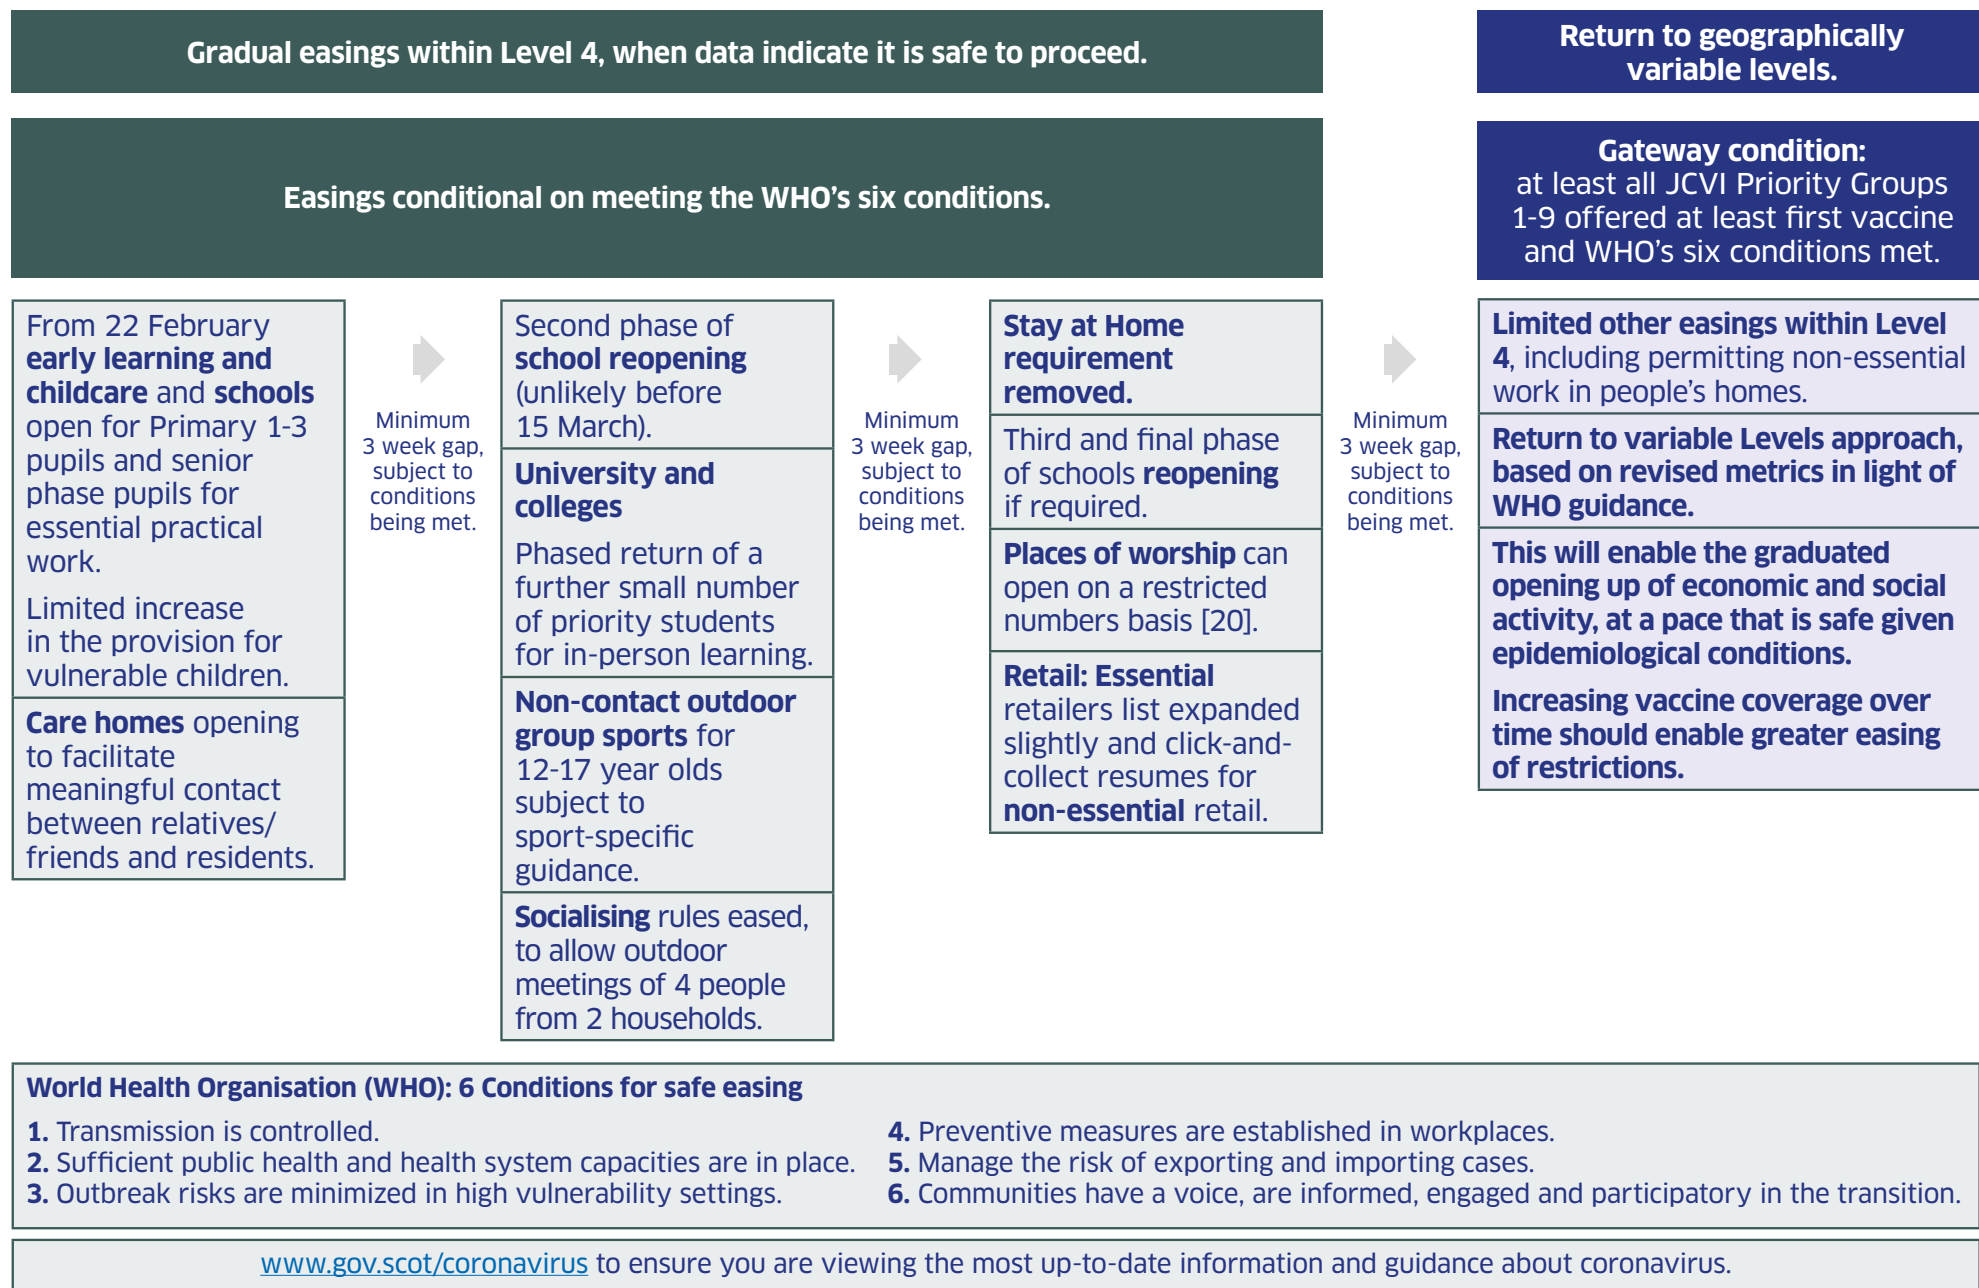 Gradual easings within Level 4, when data indicate it is safe to proceed.
Return to geographically
variable levels.
Easings conditional on meeting the WHO's six conditions.
Gateway condition:
at least all JCVI Priority Groups
1-9 offered at least first vaccine
and WHO's six conditions met.
From 22 February
early learning and
childcare and schools
open for Primary 1-3
pupils and senior
phase pupils for
essential practical
work.
Limited increase
in the provision for
vulnerable children.
Care homes opening
to facilitate
meaningful contact
between relatives/
friends and residents.
Minimum
3 week gap,
subject to
conditions
being met.
Second phase of
school reopening
(unlikely before
15 March).
University and
colleges
Phased return of a
further small number
of priority students
for in-person learning.
Non-contact outdoor
group sports for
12-17 year olds
subject to
sport-specific
guidance.
Socialising rules eased,
to allow outdoor
meetings of 4 people
from 2 households.
Minimum
3 week gap,
subject to
conditions
being met.
Stay at Home
requirement
removed.
Third and final phase
of schools reopening
if required.
Places of worship can
open on a restricted
numbers basis [20].
Retail: Essential
retailers list expanded
slightly and click-and-
collect resumes for
non-essential retail.
Minimum
3 week gap,
subject to
conditions
being met.
Limited other easings within Level
4, including permitting non-essential
work in people's homes.
Return to variable Levels approach,
based on revised metrics in light of
WHO guidance.
This will enable the graduated
opening up of economic and social
activity, at a pace that is safe given
epidemiological conditions.
Increasing vaccine coverage over
time should enable greater easing
of restrictions.
World Health Organisation (WHO): 6 Conditions for safe easing
1. Transmission is controlled.
2. Sufficient public health and health system capacities are in place.
3. Outbreak risks are minimized in high vulnerability settings.
4. Preventive measures are established in workplaces.
5. Manage the risk of exporting and importing cases.
6. Communities have a voice, are informed, engaged and participatory in the transition.
www.gov.scot/coronavirus to ensure you are viewing the most up-to-date information and guidance about coronavirus.